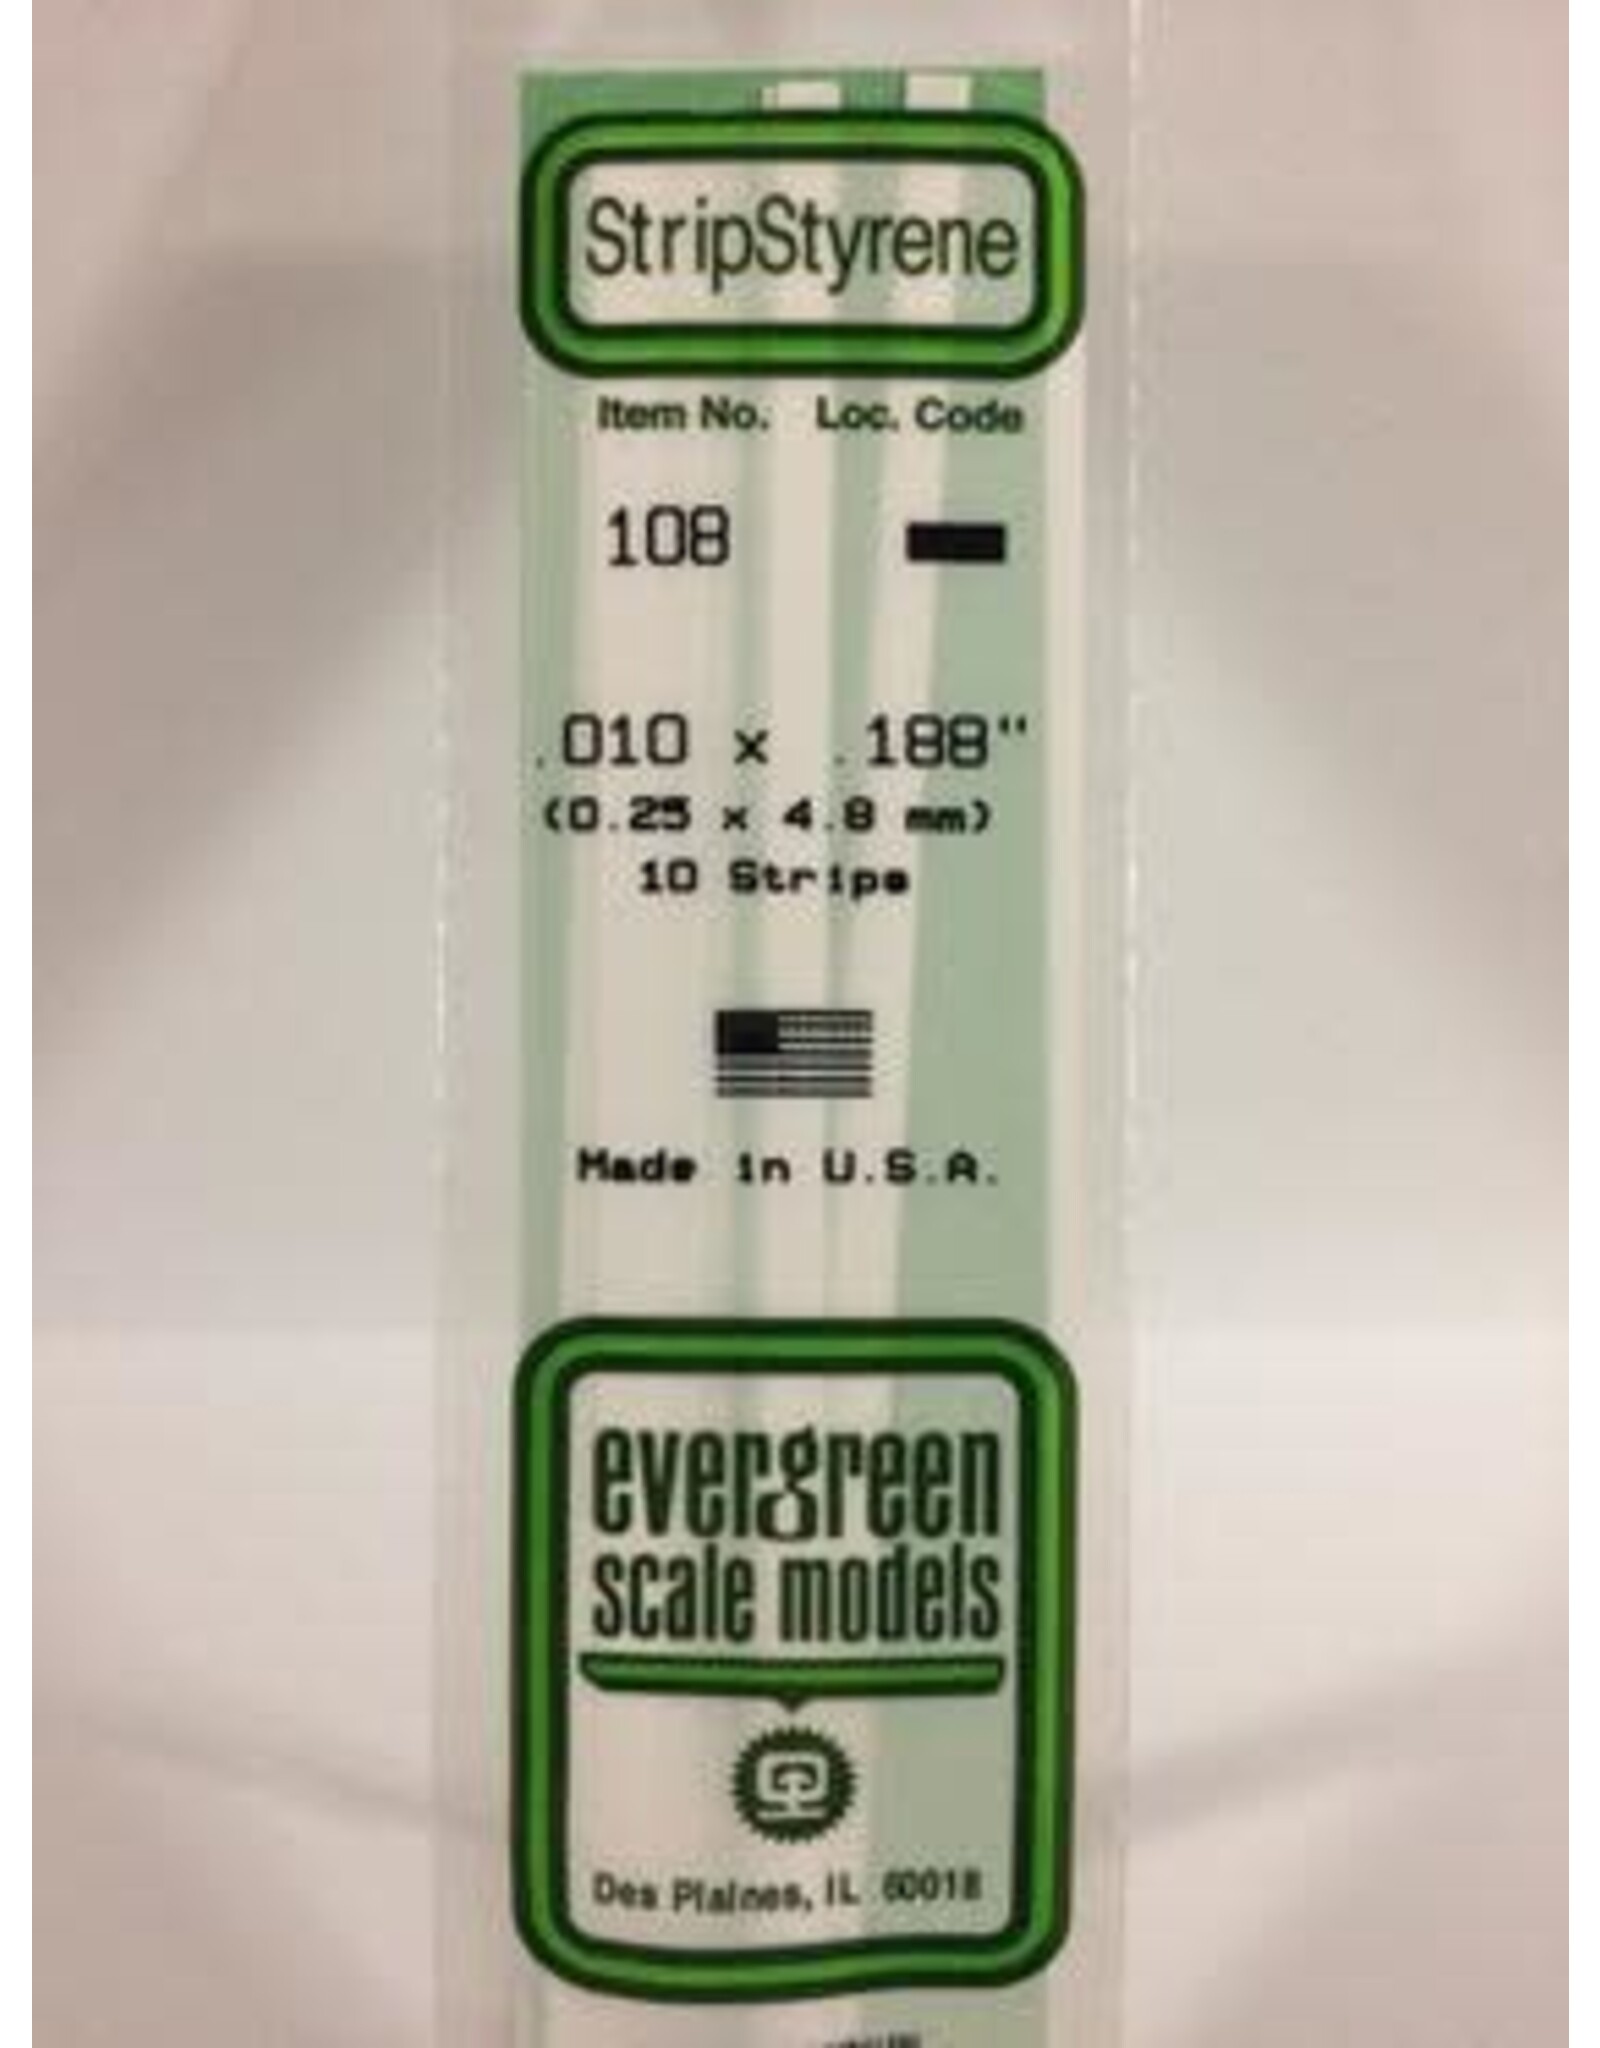 StripStyrene
Item No. Loc. Code
108
.010 x .188"
(0.25 x 4.8 mm)
10 Strips
Made in U.S.A.
evergreen
scale models
Des Plaines, IL 60018